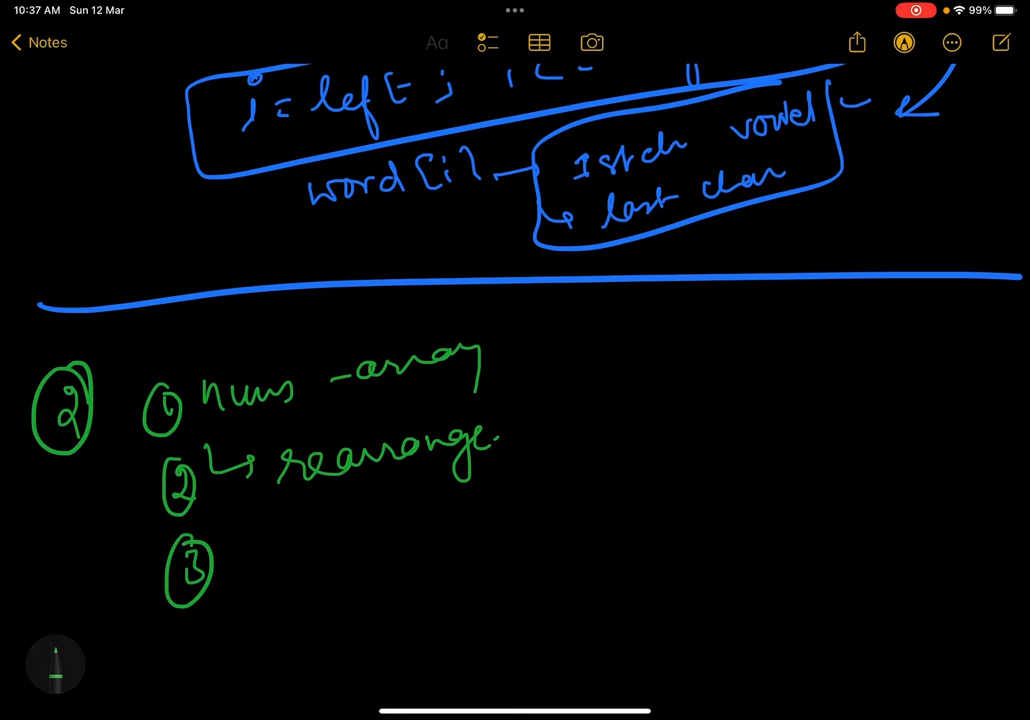 10:37 AM Sun 12 Mar
99%
Notes
Aa
i = left ; i <=
word[i] 1st ch vowel
last char
2 1 nums - array
2 rearrange.
3